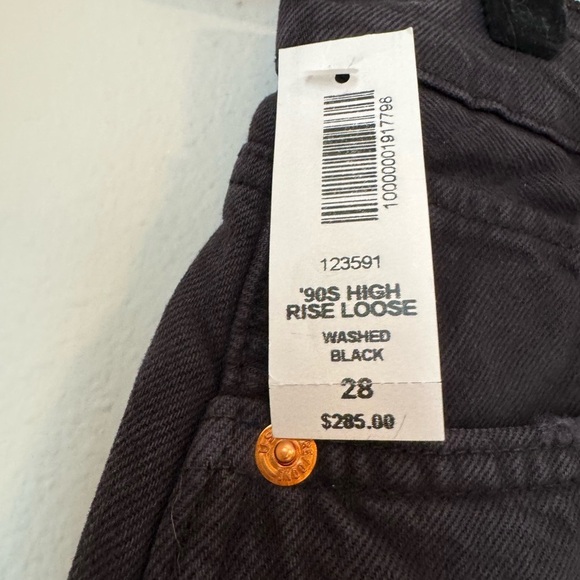 10000001917798
123591
'90S HIGH
RISE LOOSE
WASHED
BLACK
28
$285.00